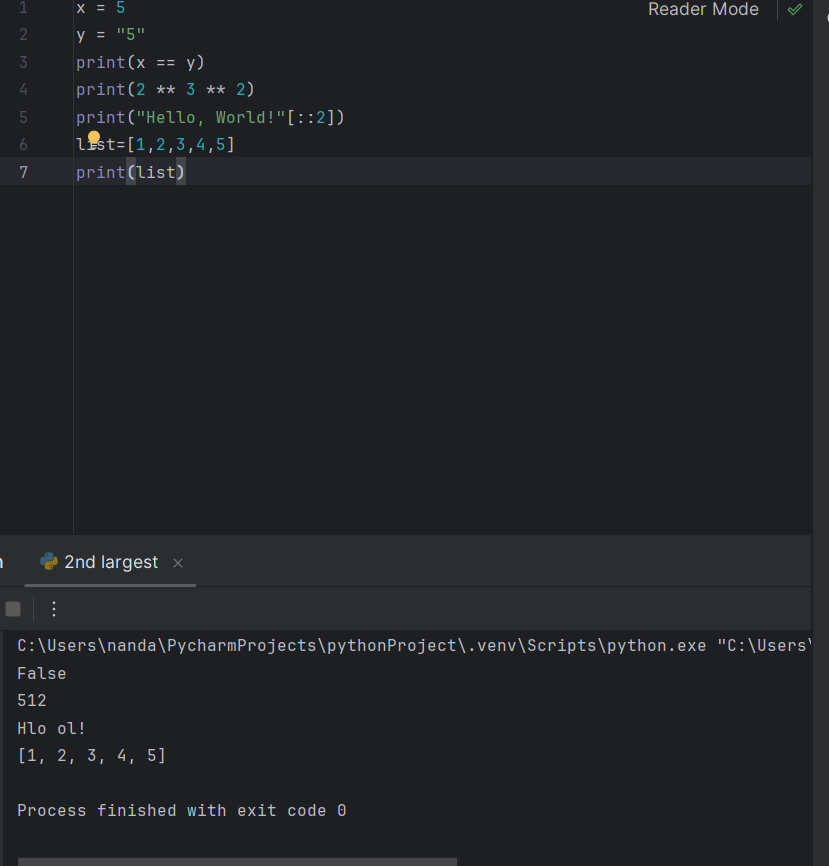 Reader Mode
1 x = 5
2 y = "5"
3 print(x == y)
4 print(2 ** 3 ** 2)
5 print("Hello, World!"[::2])
6 list=[1,2,3,4,5]
7 print(list)
2nd largest
C:\Users\nanda\PycharmProjects\pythonProject\.venv\Scripts\python.exe "C:\Users\
False
512
Hlo ol!
[1, 2, 3, 4, 5]
Process finished with exit code 0